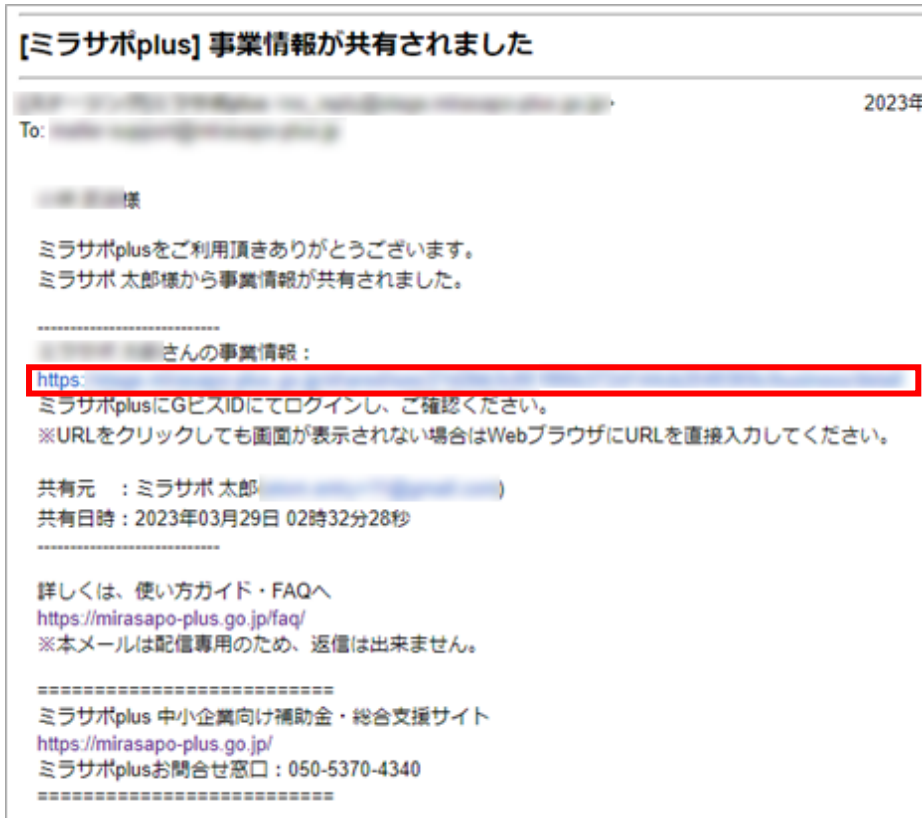 [ミラサポplus] 事業情報が共有されました
2023年
To:
様
ミラサポplusをご利用頂きありがとうございます。
ミラサポ 太郎様から事業情報が共有されました。
----------------------------
さんの事業情報：
https:
ミラサポplusにGビズIDにてログインし、ご確認ください。
※URLをクリックしても画面が表示されない場合はWebブラウザにURLを直接入力してください。
共有元　：ミラサポ 太郎( )
共有日時：2023年03月29日 02時32分28秒
----------------------------
詳しくは、使い方ガイド・FAQへ
https://mirasapo-plus.go.jp/faq/
※本メールは配信専用のため、返信は出来ません。
==========================
ミラサポplus 中小企業向け補助金・総合支援サイト
https://mirasapo-plus.go.jp/
ミラサポplusお問合せ窓口：050-5370-4340
==========================